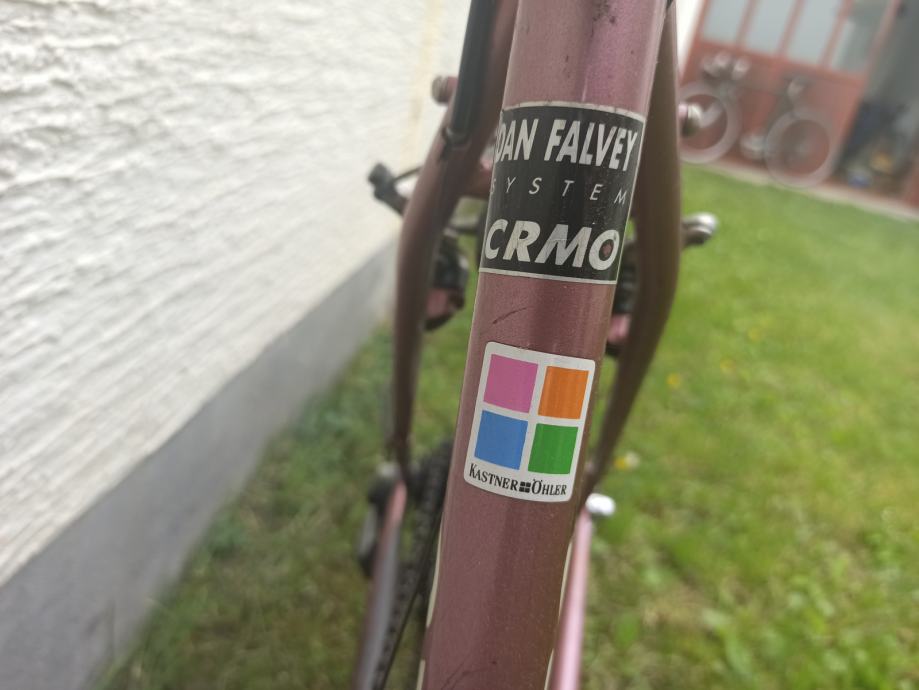 DAN FALVEY
SYSTEM
CRMO
KASTNER ÖHLER